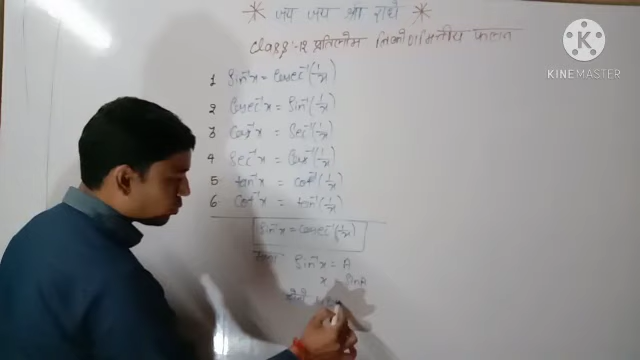 * जय जय श्री राधे *
Class:-12 प्रतिलोम त्रिकोणमितीय फलन
K
KINEMASTER
1 Sin⁻¹x = Cosec⁻¹(1/x)
2 Cosec⁻¹x = Sin⁻¹(1/x)
3 Cos⁻¹x = Sec⁻¹(1/x)
4 Sec⁻¹x = Cos⁻¹(1/x)
5 tan⁻¹x = Cot⁻¹(1/x)
6 Cot⁻¹x = tan⁻¹(1/x)
Sin⁻¹x = Cosec⁻¹(1/x)
माना Sin⁻¹x = A
x = SinA